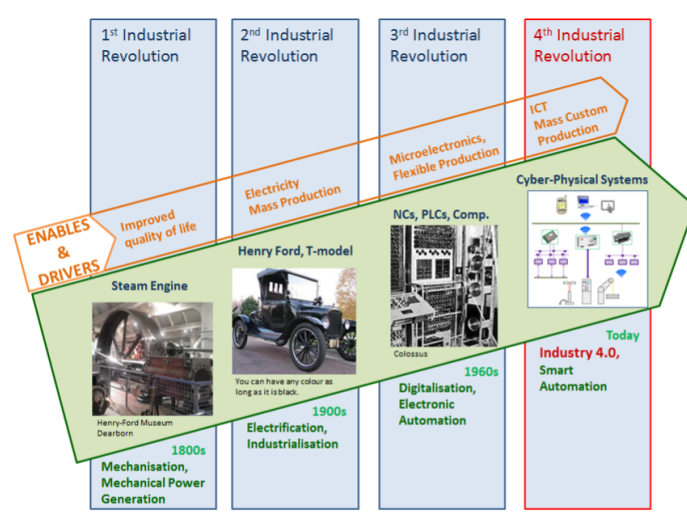 1st Industrial
Revolution
2nd Industrial
Revolution
3rd Industrial
Revolution
4th Industrial
Revolution
ENABLES
&
DRIVERS
Improved
quality of life
Electricity
Mass Production
Microelectronics,
Flexible Production
ICT
Mass Custom
Production
Steam Engine
Henry-Ford Museum
Dearborn
1800s
Mechanisation,
Mechanical Power
Generation
Henry Ford, T-model
You can have any colour as
long as it is black.
1900s
Electrification,
Industrialisation
NCs, PLCs, Comp.
Colossus
1960s
Digitalisation,
Electronic
Automation
Cyber-Physical Systems
Today
Industry 4.0,
Smart
Automation